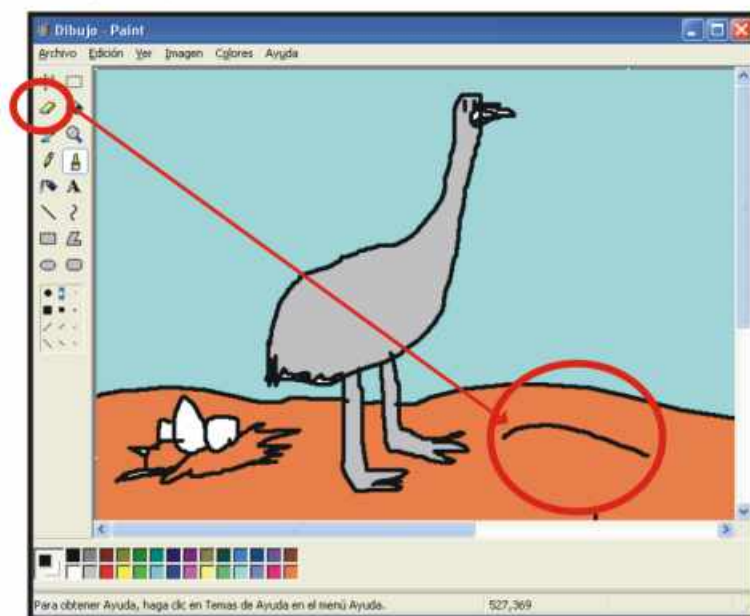 Dibujo - Paint
Archivo Edición Ver Imagen Colores Ayuda
A
Para obtener Ayuda, haga clic en Temas de Ayuda en el menú Ayuda. 527,369